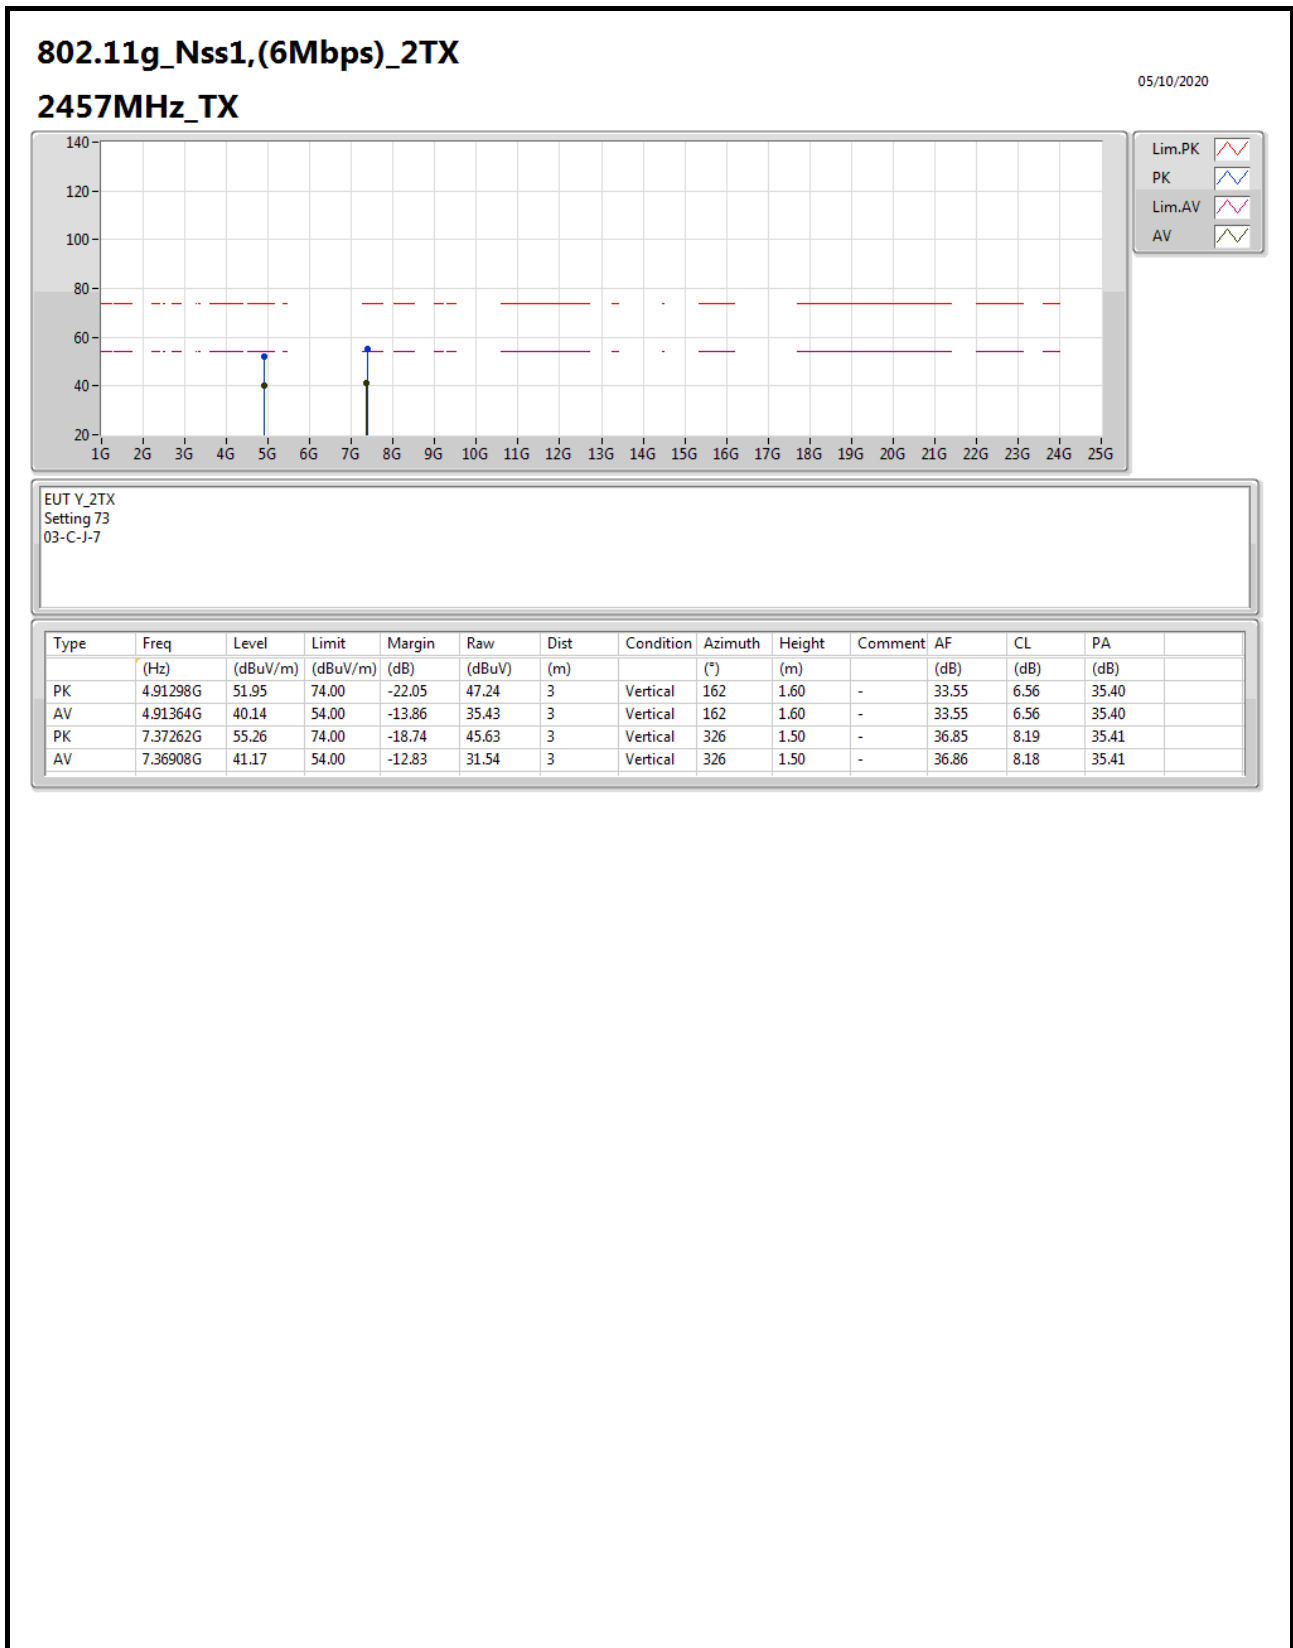 802.11g_Nss1,(6Mbps)_2TX
05/10/2020
2457MHz_TX
140
120
100
80
60
40
20
1G 2G 3G 4G 5G 6G 7G 8G 9G 10G 11G 12G 13G 14G 15G 16G 17G 18G 19G 20G 21G 22G 23G 24G 25G
Lim.PK
PK
Lim.AV
AV
EUT Y_2TX
Setting 73
03-C-J-7
Type Freq Level Limit Margin Raw Dist Condition Azimuth Height Comment AF CL PA
(Hz) (dBuV/m) (dBuV/m) (dB) (dBuV) (m) (°) (m) (dB) (dB) (dB)
PK 4.91298G 51.95 74.00 -22.05 47.24 3 Vertical 162 1.60 - 33.55 6.56 35.40
AV 4.91364G 40.14 54.00 -13.86 35.43 3 Vertical 162 1.60 - 33.55 6.56 35.40
PK 7.37262G 55.26 74.00 -18.74 45.63 3 Vertical 326 1.50 - 36.85 8.19 35.41
AV 7.36908G 41.17 54.00 -12.83 31.54 3 Vertical 326 1.50 - 36.86 8.18 35.41